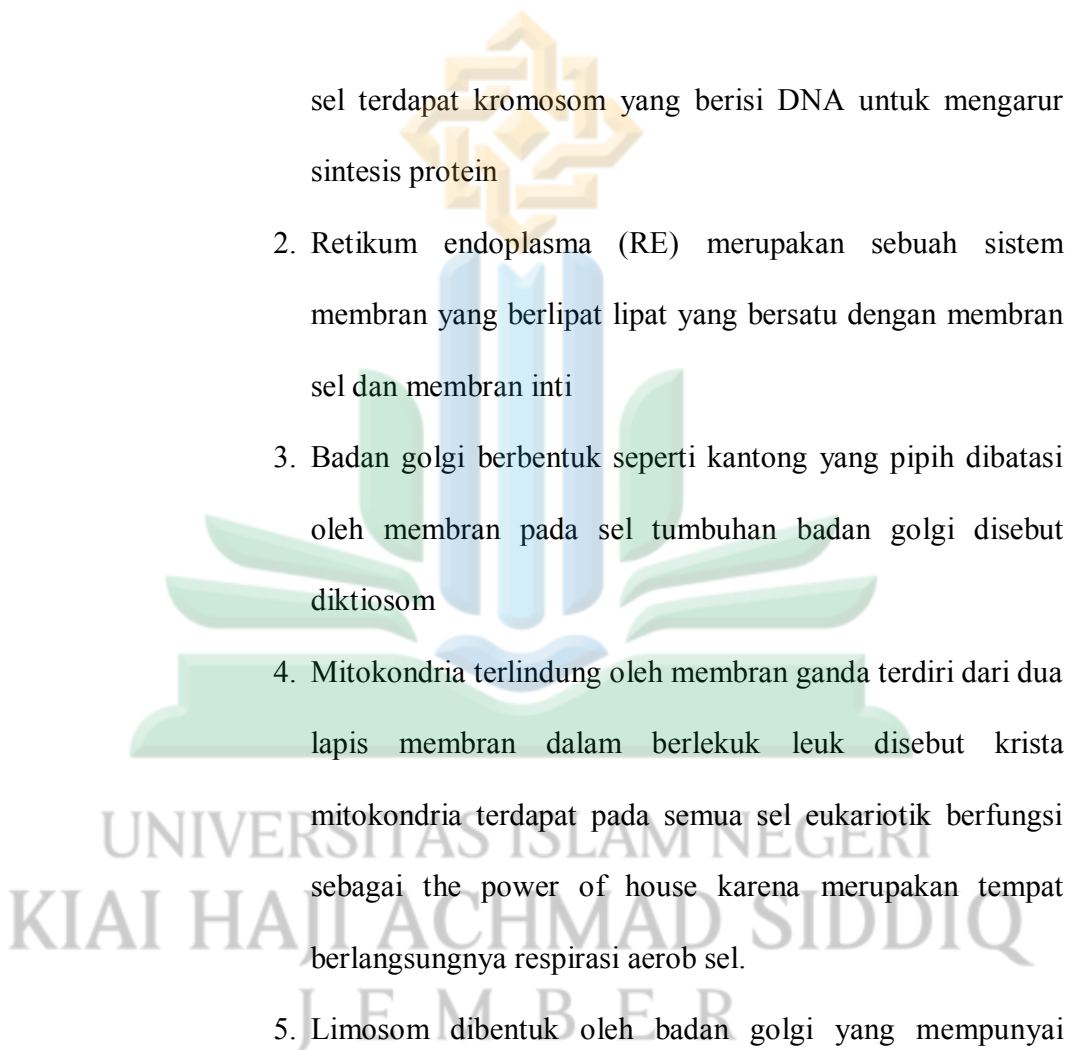 sel terdapat kromosom yang berisi DNA untuk mengarur
sintesis protein
2. Retikum endoplasma (RE) merupakan sebuah sistem
membran yang berlipat lipat yang bersatu dengan membran
sel dan membran inti
3. Badan golgi berbentuk seperti kantong yang pipih dibatasi
oleh membran pada sel tumbuhan badan golgi disebut
diktiosom
4. Mitokondria terlindung oleh membran ganda terdiri dari dua
lapis membran dalam berlekuk leuk disebut krista
mitokondria terdapat pada semua sel eukariotik berfungsi
UNIVERSITAS ISLAM NEGERI
sebagai the power of house karena merupakan tempat
KIAI HAJI ACHMAD SIDDIQ
berlangsungnya respirasi aerob sel.
JEMBER
5. Limosom dibentuk oleh badan golgi yang mempunyai